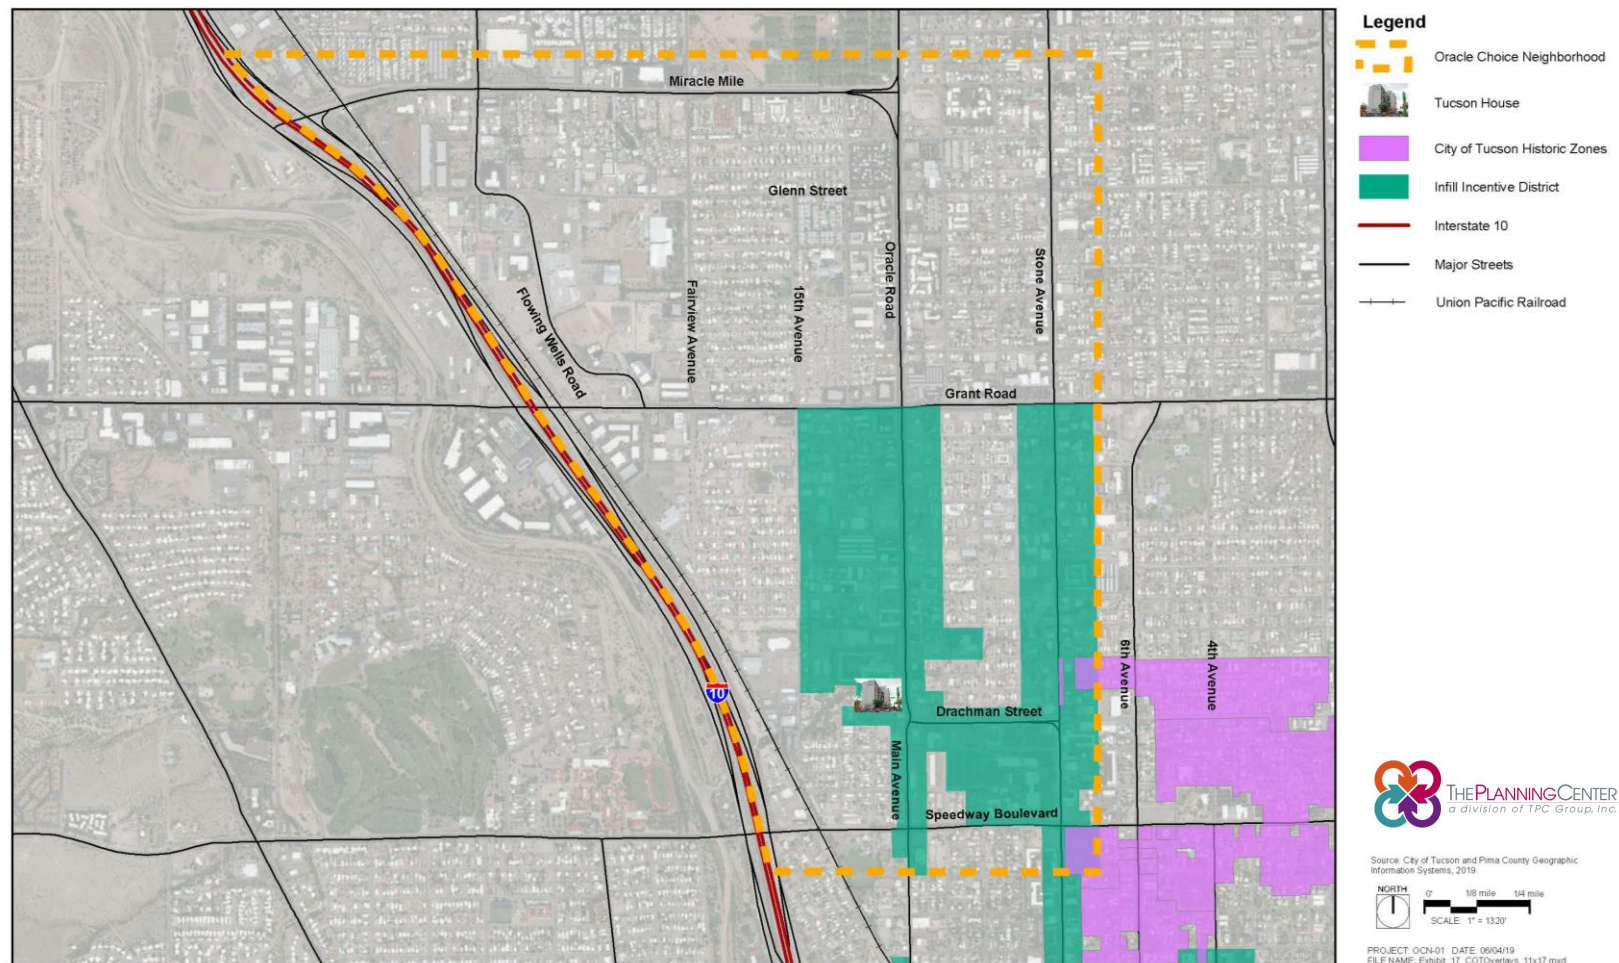 Miracle Mile
Glenn Street
Oracle Road
Stone Avenue
Fairview Avenue
15th Avenue
Flowing Wells Road
Grant Road
6th Avenue
4th Avenue
10
Drachman Street
Main Avenue
Speedway Boulevard
Legend
Oracle Choice Neighborhood
Tucson House
City of Tucson Historic Zones
Infill Incentive District
Interstate 10
Major Streets
Union Pacific Railroad
THE PLANNING CENTER
a division of TPC Group, Inc.
Source: City of Tucson and Pima County Geographic
Information Systems, 2019.
NORTH
0' 1/8 mile 1/4 mile
SCALE: 1" = 1320'
PROJECT: OCN-01 DATE: 06/04/19
FILE NAME: Exhibit_17_COTOverlays_11x17.mxd